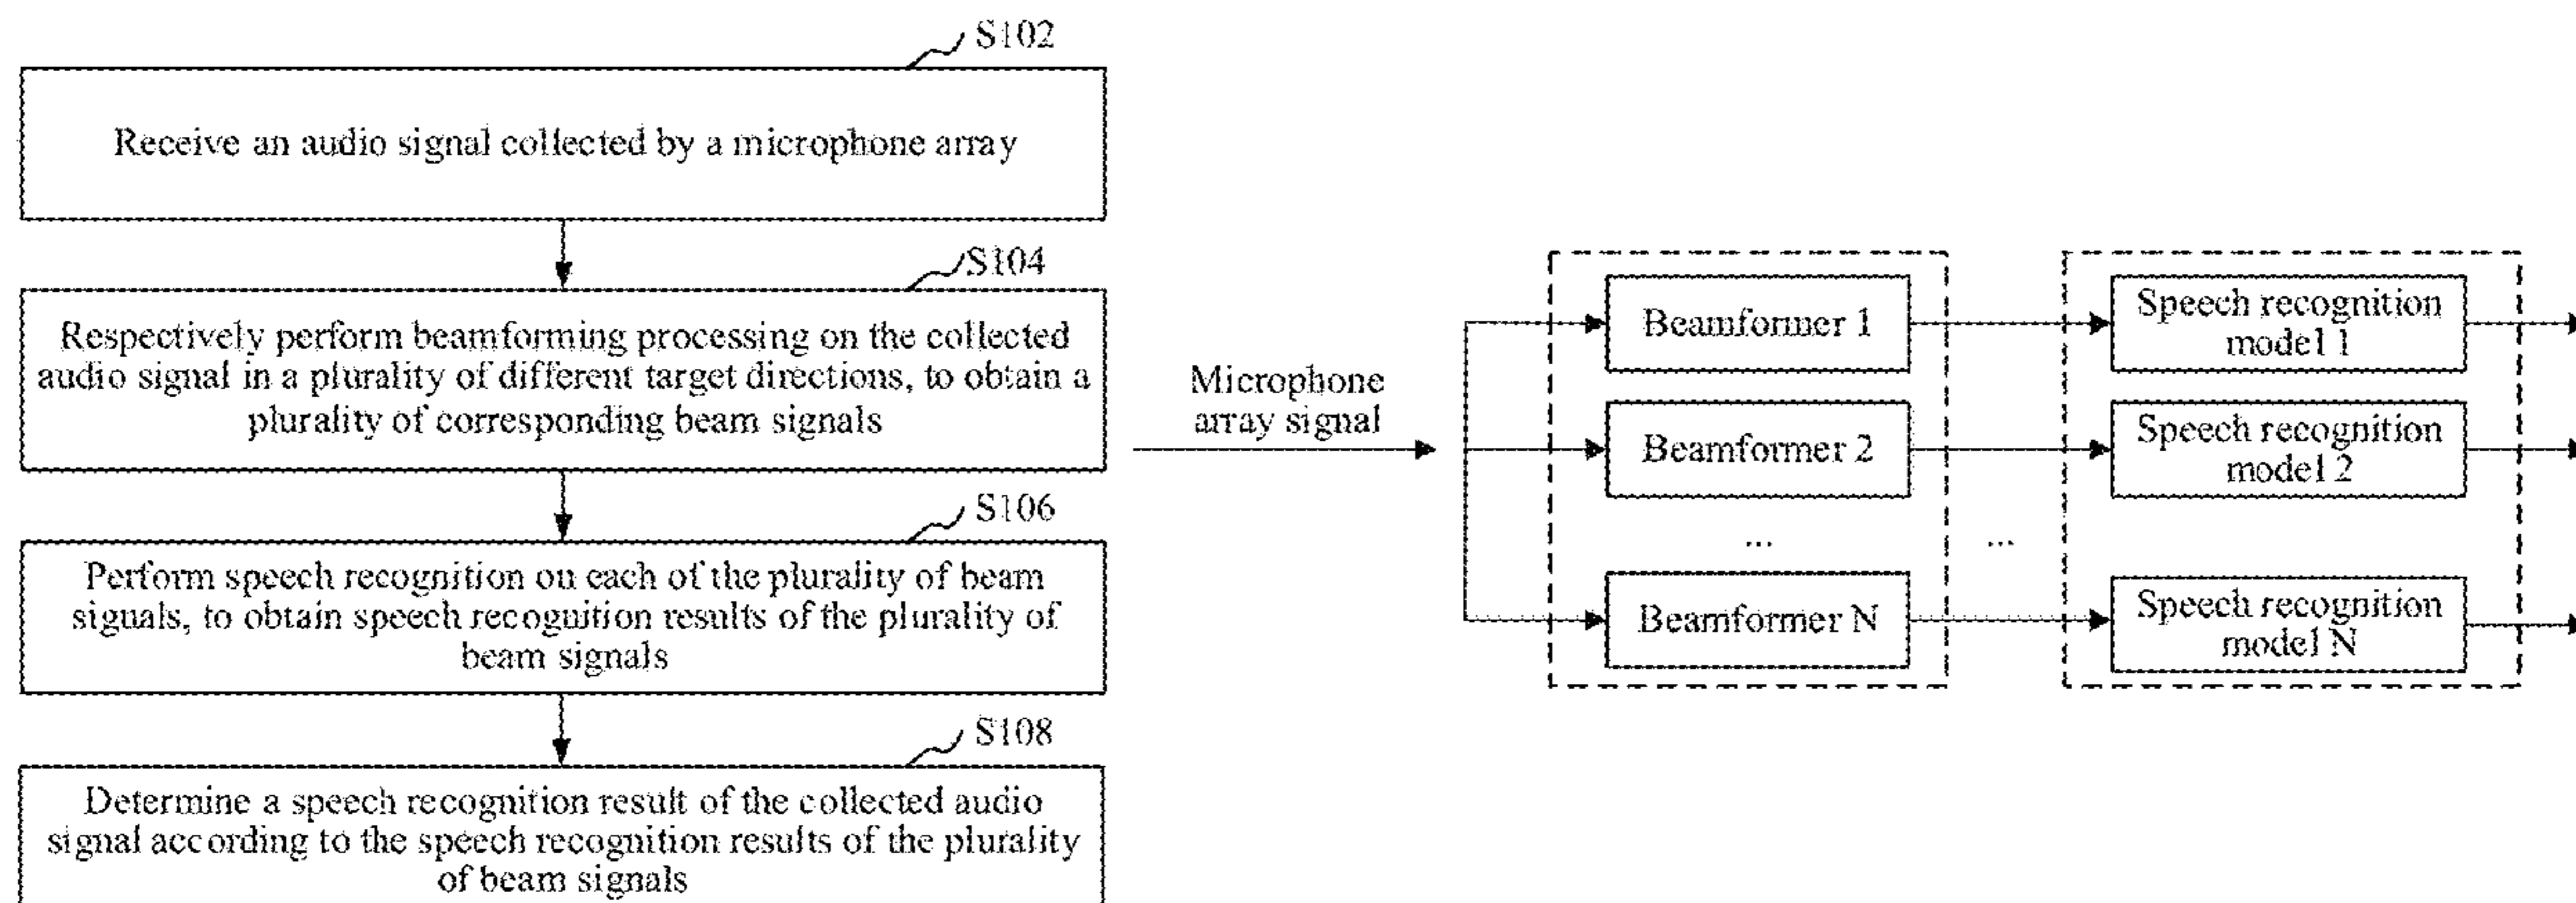 S102
Receive an audio signal collected by a microphone array
S104
Respectively perform beamforming processing on the collected
audio signal in a plurality of different target directions, to obtain a
plurality of corresponding beam signals
S106
Perform speech recognition on each of the plurality of beam
signals, to obtain speech recognition results of the plurality of
beam signals
S108
Determine a speech recognition result of the collected audio
signal according to the speech recognition results of the plurality
of beam signals
Microphone
array signal
Beamformer 1
Beamformer 2
...
Beamformer N
...
Speech recognition
model 1
Speech recognition
model 2
Speech recognition
model N